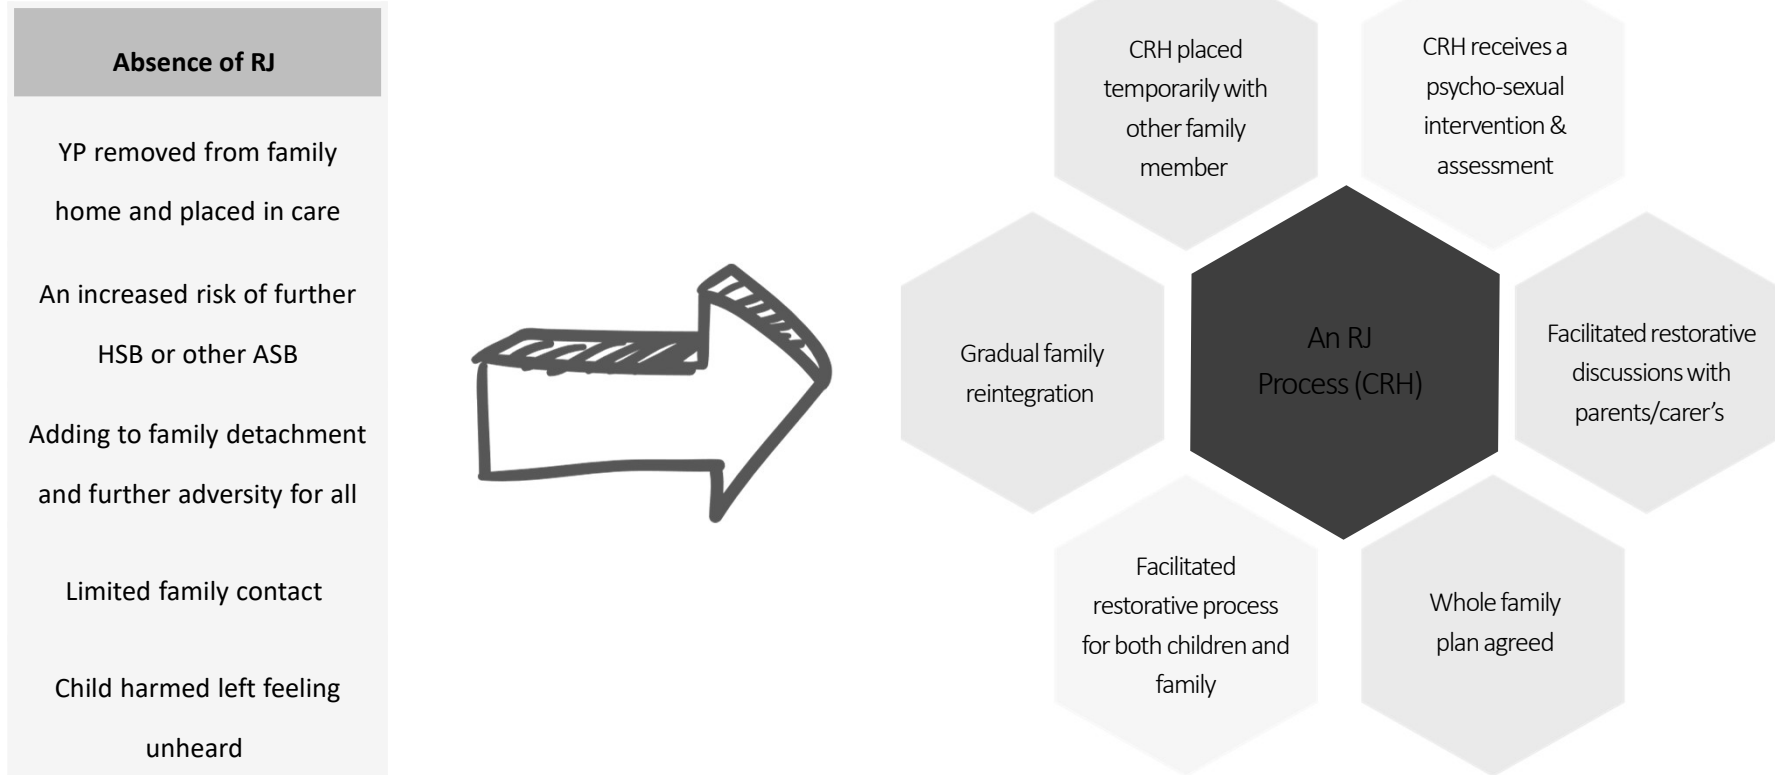 Absence of RJ
YP removed from family
home and placed in care
An increased risk of further
HSB or other ASB
Adding to family detachment
and further adversity for all
Limited family contact
Child harmed left feeling
unheard
CRH placed
temporarily with
other family
member
CRH receives a
psycho-sexual
intervention &
assessment
Gradual family
reintegration
An RJ
Process (CRH)
Facilitated restorative
discussions with
parents/carer’s
Facilitated
restorative process
for both children and
family
Whole family
plan agreed